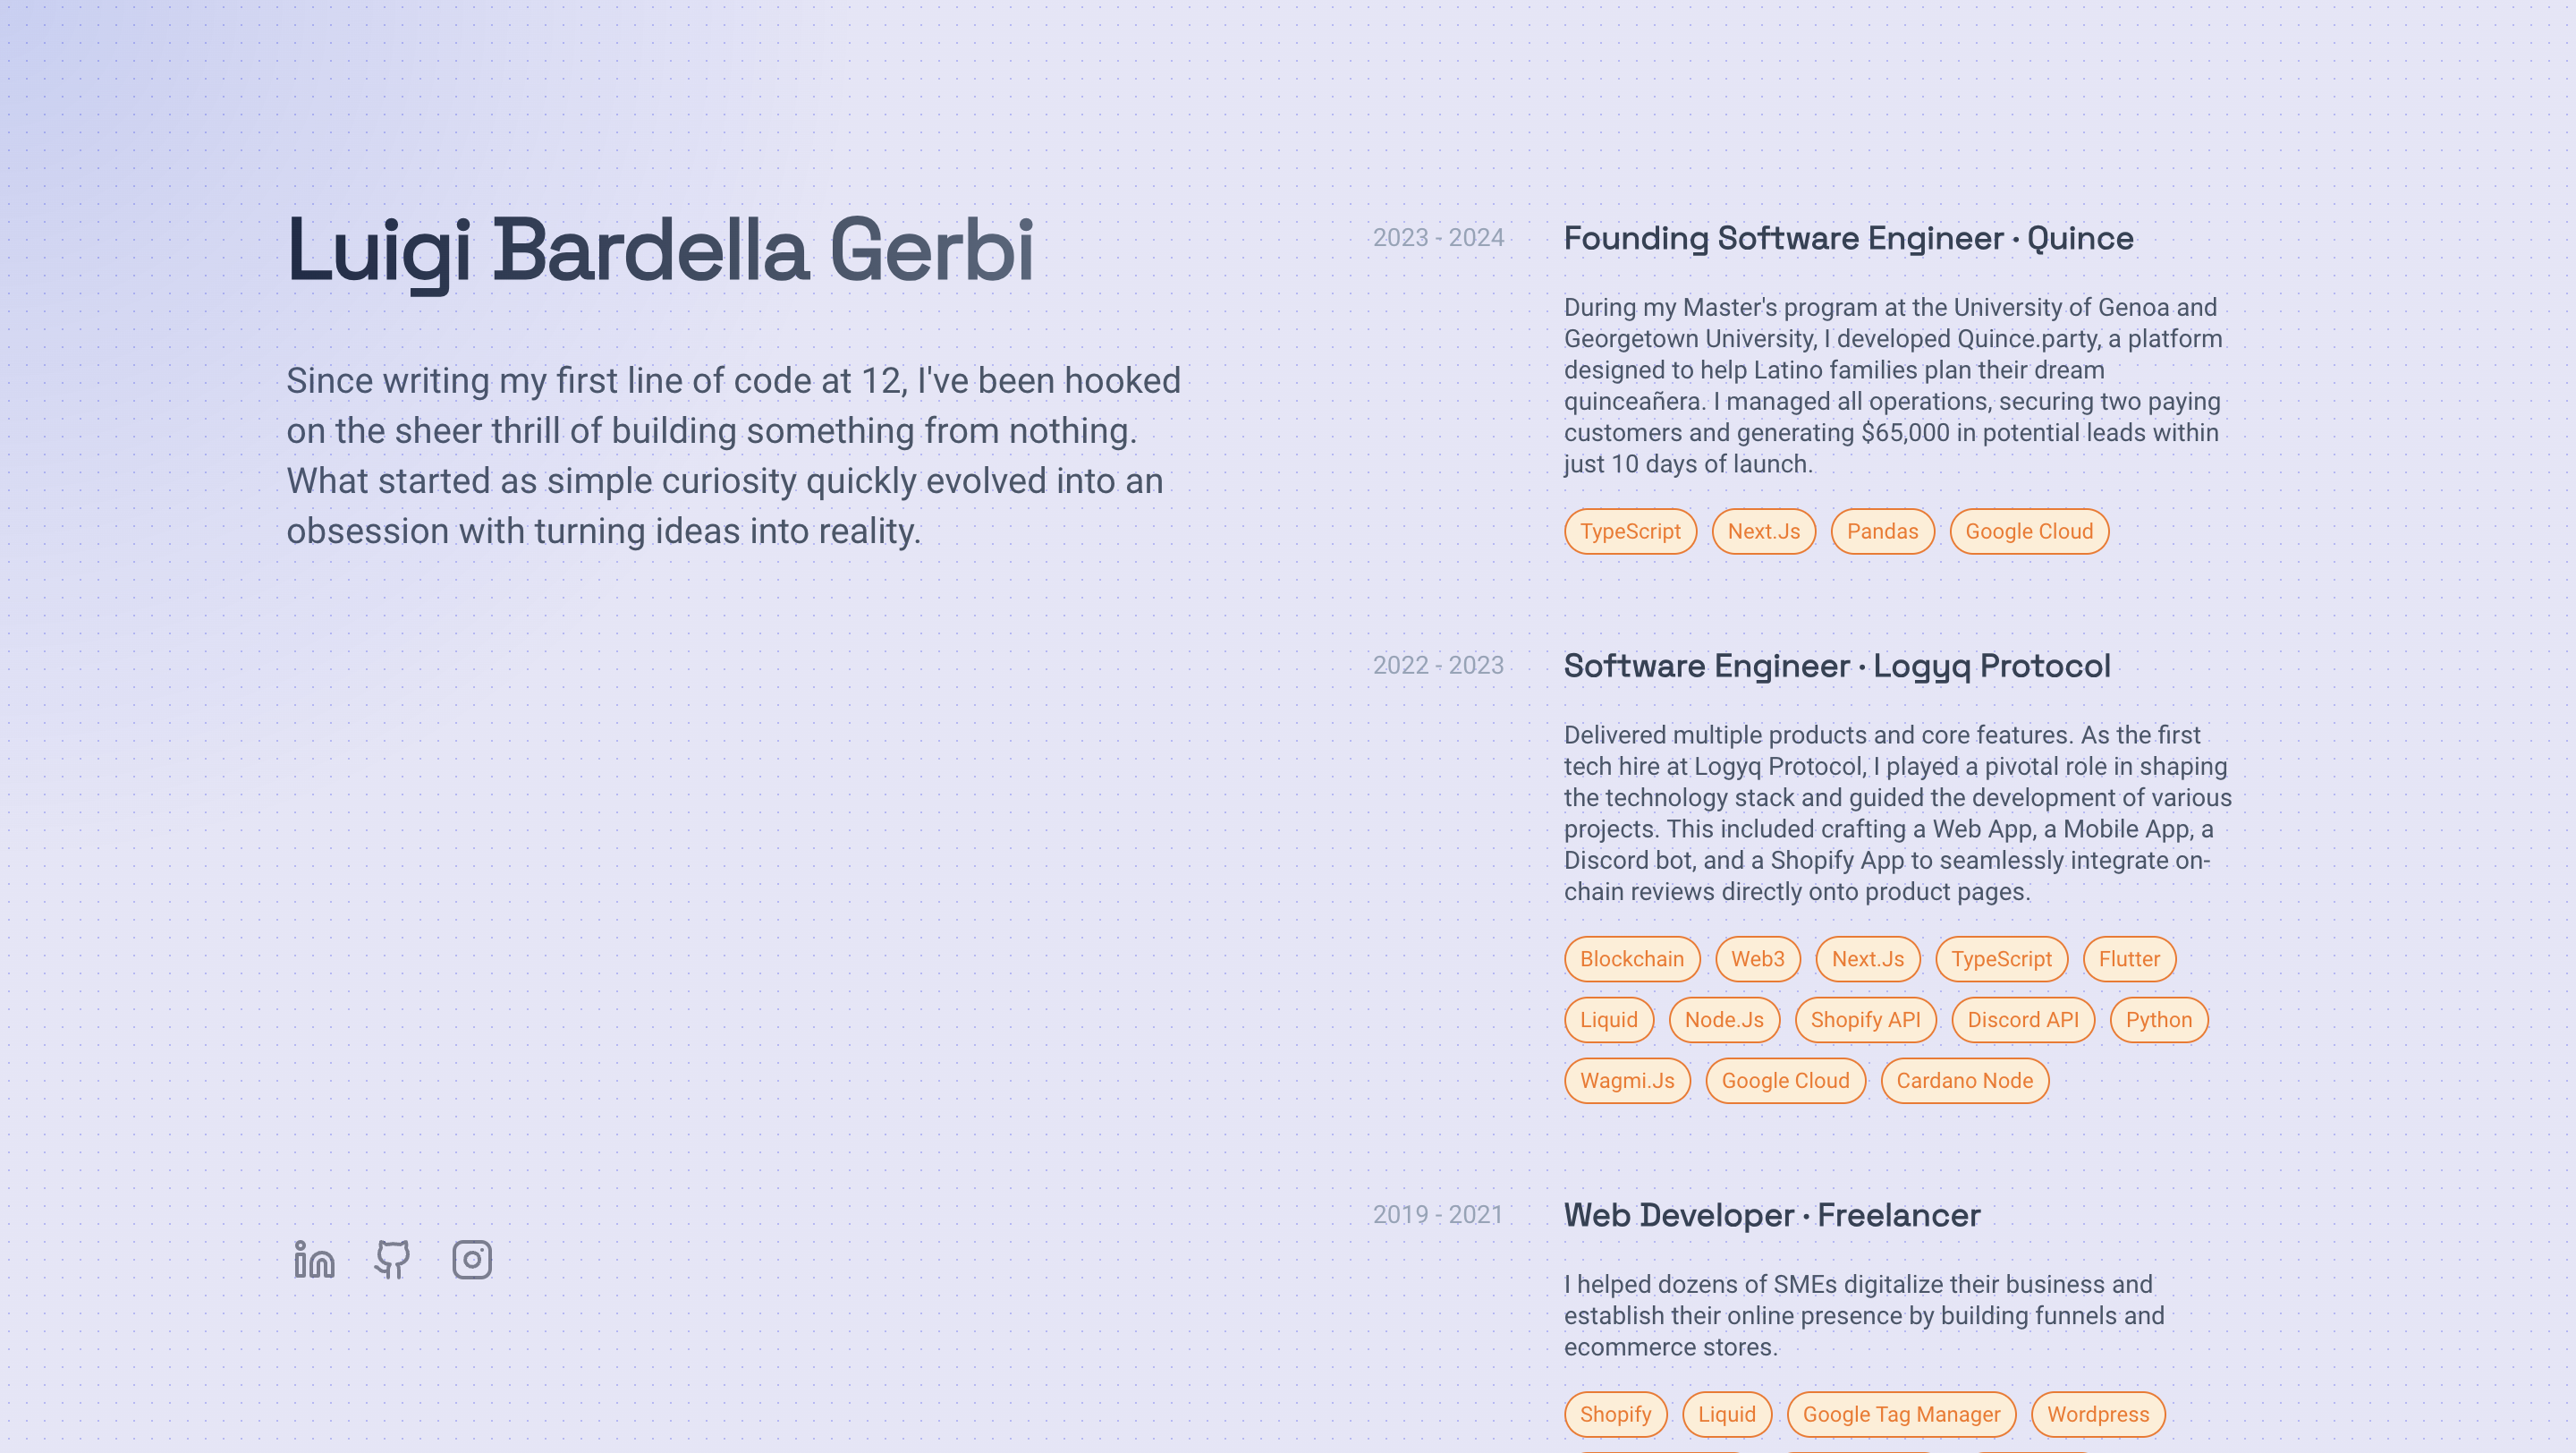 Luigi Bardella Gerbi
Since writing my first line of code at 12, I've been hooked
on the sheer thrill of building something from nothing.
What started as simple curiosity quickly evolved into an
obsession with turning ideas into reality.
2023 - 2024
Founding Software Engineer · Quince
During my Master's program at the University of Genoa and
Georgetown University, I developed Quince.party, a platform
designed to help Latino families plan their dream
quinceañera. I managed all operations, securing two paying
customers and generating $65,000 in potential leads within
just 10 days of launch.
TypeScript Next.Js Pandas Google Cloud
2022 - 2023
Software Engineer · Logyq Protocol
Delivered multiple products and core features. As the first
tech hire at Logyq Protocol, I played a pivotal role in shaping
the technology stack and guided the development of various
projects. This included crafting a Web App, a Mobile App, a
Discord bot, and a Shopify App to seamlessly integrate on-
chain reviews directly onto product pages.
Blockchain Web3 Next.Js TypeScript Flutter
Liquid Node.Js Shopify API Discord API Python
Wagmi.Js Google Cloud Cardano Node
2019 - 2021
Web Developer · Freelancer
I helped dozens of SMEs digitalize their business and
establish their online presence by building funnels and
ecommerce stores.
Shopify Liquid Google Tag Manager Wordpress